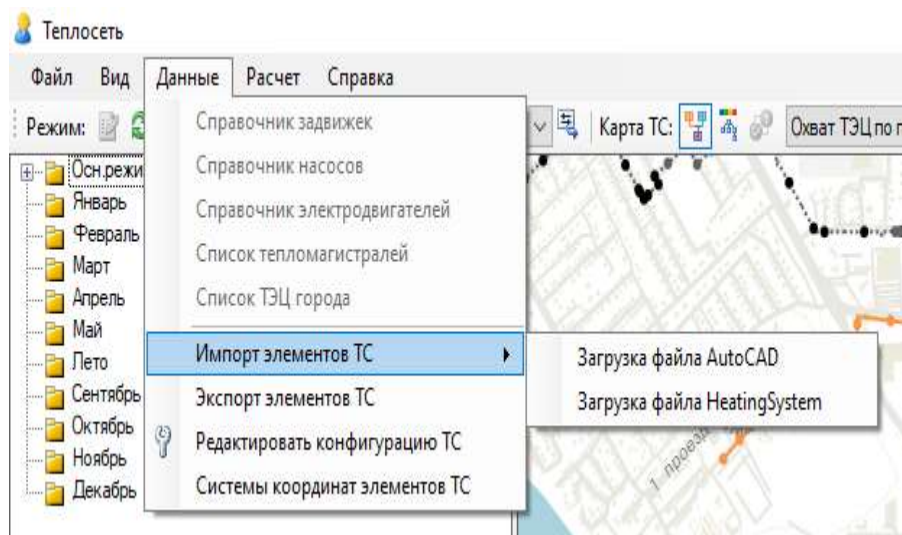 Теплосеть
Файл Вид Данные Расчет Справка
Режим: Карта ТС: Охват ТЭЦ по
Справочник задвижек
Справочник насосов
Справочник электродвигателей
Список тепломагистралей
Список ТЭЦ города
Импорт элементов ТС
Экспорт элементов ТС
Редактировать конфигурацию ТС
Системы координат элементов ТС
Загрузка файла AutoCAD
Загрузка файла HeatingSystem
Осн.режи
Январь
Февраль
Март
Апрель
Май
Лето
Сентябрь
Октябрь
Ноябрь
Декабрь
1 проезд